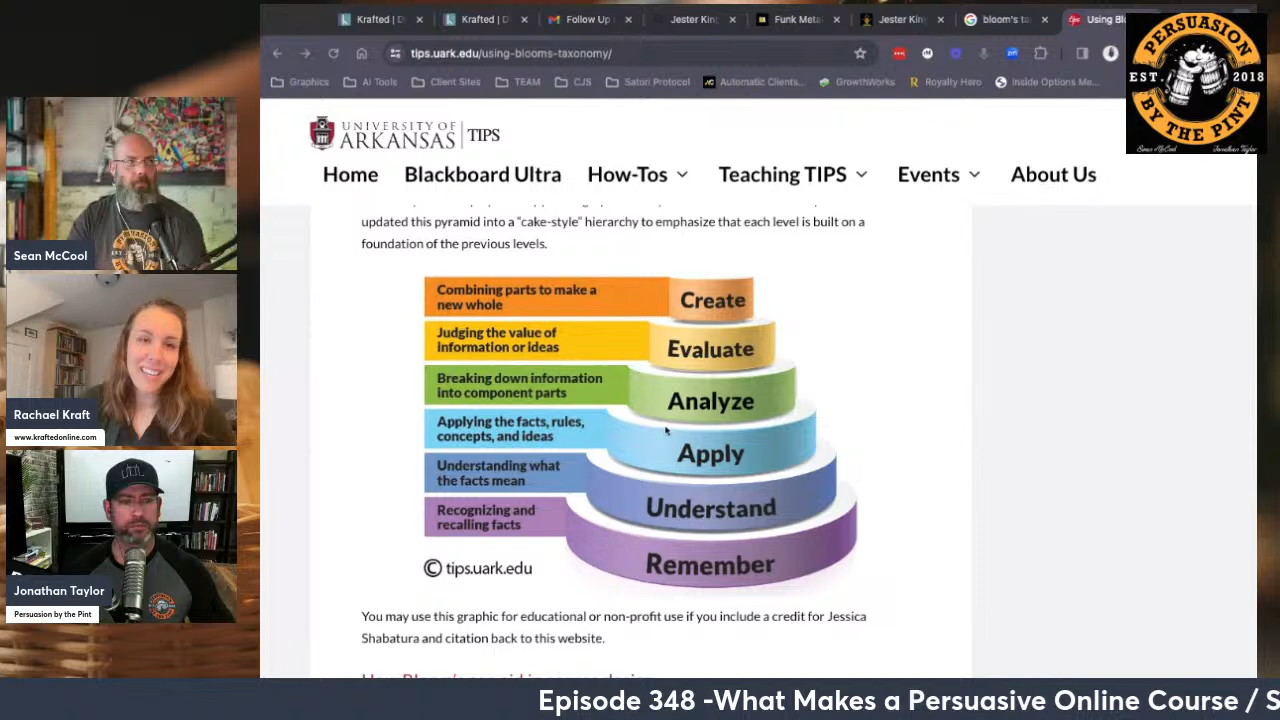 Krafted | D
Krafted | D
Follow Up
Jester Kin
Funk Meta
Jester Kin
bloom's ta
Using Blo
tips.uark.edu/using-blooms-taxonomy/
Graphics
AI Tools
Client Sites
TEAM
CJS
Satori Protocol
Automatic Clients...
GrowthWorks
Royalty Hero
Inside Options Me...
PERSUASION
EST. 2018
BY THE PINT
Sean McCool
Jonathan Taylor
UNIVERSITY OF
ARKANSAS
TIPS
Home
Blackboard Ultra
How-Tos
Teaching TIPS
Events
About Us
updated this pyramid into a “cake-style” hierarchy to emphasize that each level is built on a
foundation of the previous levels.
Combining parts to make a
new whole
Create
Judging the value of
information or ideas
Evaluate
Breaking down information
into component parts
Analyze
Applying the facts, rules,
concepts, and ideas
Apply
Understanding what
the facts mean
Understand
Recognizing and
recalling facts
Remember
© tips.uark.edu
You may use this graphic for educational or non-profit use if you include a credit for Jessica
Shabatura and citation back to this website.
Sean McCool
Rachael Kraft
www.kraftedonline.com
Jonathan Taylor
Persuasion by the Pint
Episode 348 -What Makes a Persuasive Online Course / S